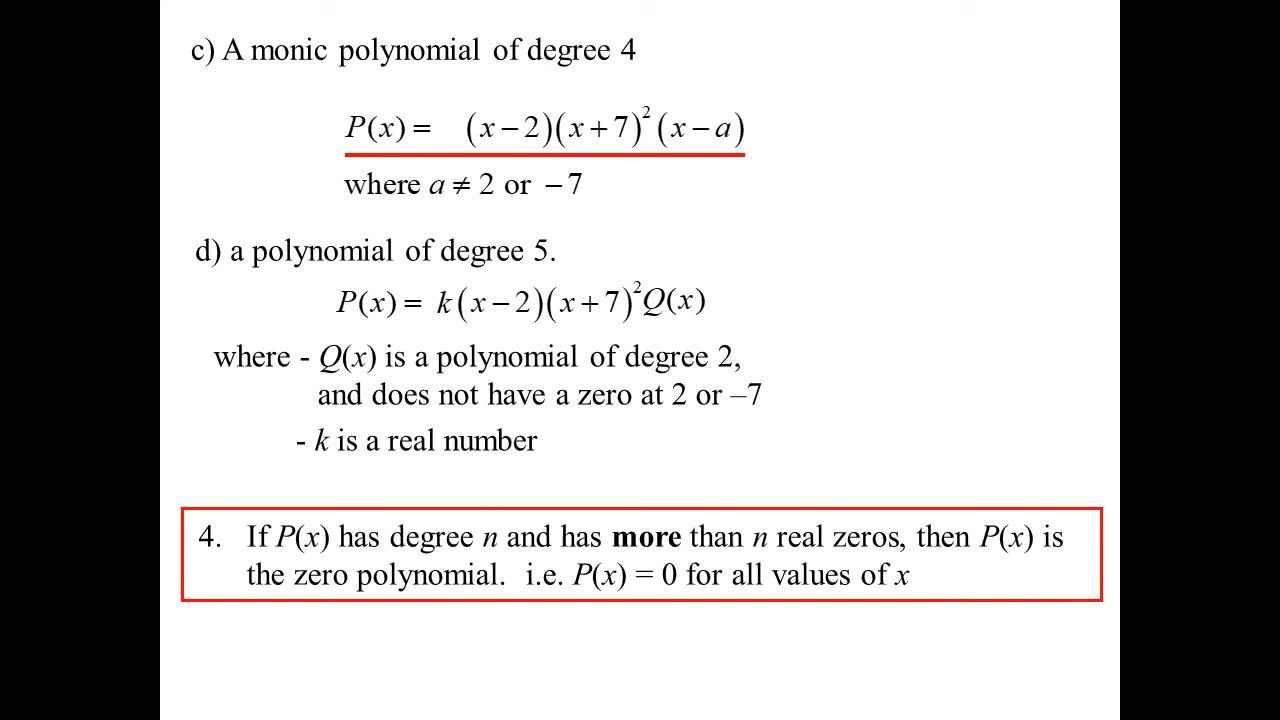 c) A monic polynomial of degree 4
P(x) = (x − 2)(x + 7)²(x − a)
where a ≠ 2 or −7
d) a polynomial of degree 5.
P(x) = k(x − 2)(x + 7)²Q(x)
where - Q(x) is a polynomial of degree 2,
and does not have a zero at 2 or –7
- k is a real number
4. If P(x) has degree n and has more than n real zeros, then P(x) is
the zero polynomial. i.e. P(x) = 0 for all values of x